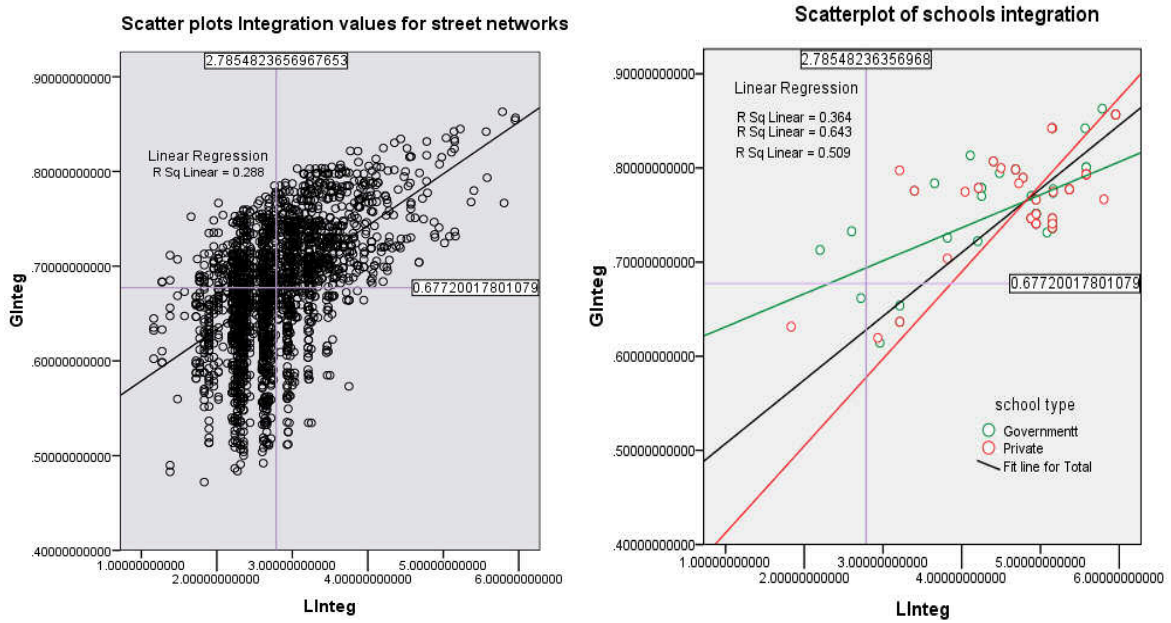 Scatter plots Integration values for street networks
2.7854823656967653
.90000000000
.80000000000
.70000000000
.60000000000
.50000000000
.40000000000
GInteg
Linear Regression
R Sq Linear = 0.288
0.67720017801079
1.00000000000
2.00000000000
3.00000000000
4.00000000000
5.00000000000
6.00000000000
LInteg
Scatterplot of schools integration
2.78548236356968
.90000000000
.80000000000
.70000000000
.60000000000
.50000000000
.40000000000
GInteg
Linear Regression
R Sq Linear = 0.364
R Sq Linear = 0.643
R Sq Linear = 0.509
0.67720017801079
school type
Governmentt
Private
Fit line for Total
1.00000000000
2.00000000000
3.00000000000
4.00000000000
5.00000000000
6.00000000000
LInteg